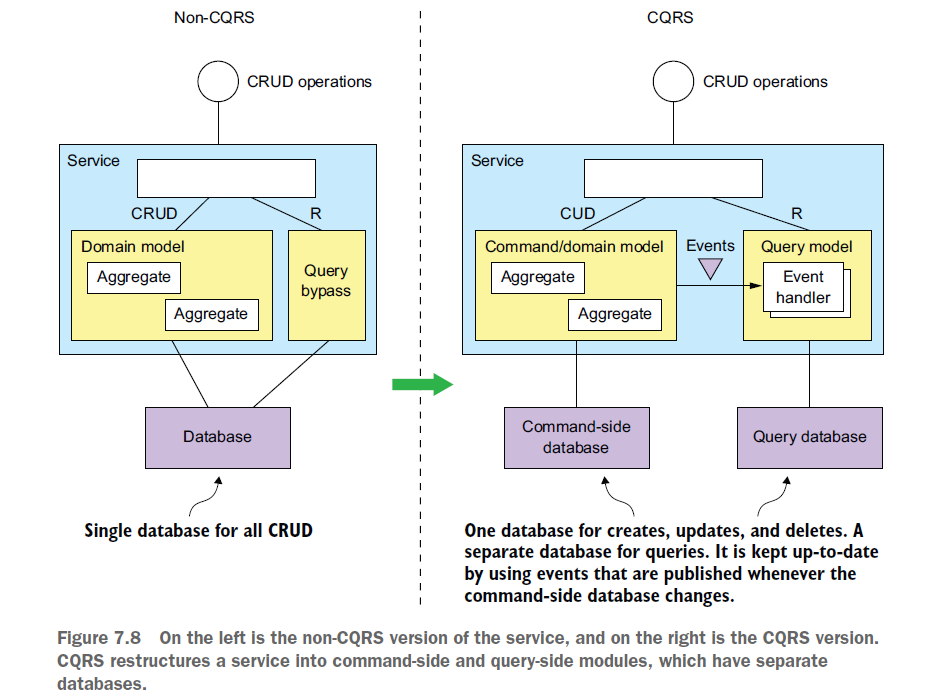 Non-CQRS
CQRS
CRUD operations
CRUD operations
Service
CRUD
R
Domain model
Aggregate
Aggregate
Query
bypass
Database
Single database for all CRUD
Service
CUD
R
Command/domain model
Aggregate
Aggregate
Events
Query model
Event
handler
Command-side
database
Query database
One database for creates, updates, and deletes. A
separate database for queries. It is kept up-to-date
by using events that are published whenever the
command-side database changes.
Figure 7.8 On the left is the non-CQRS version of the service, and on the right is the CQRS version.
CQRS restructures a service into command-side and query-side modules, which have separate
databases.